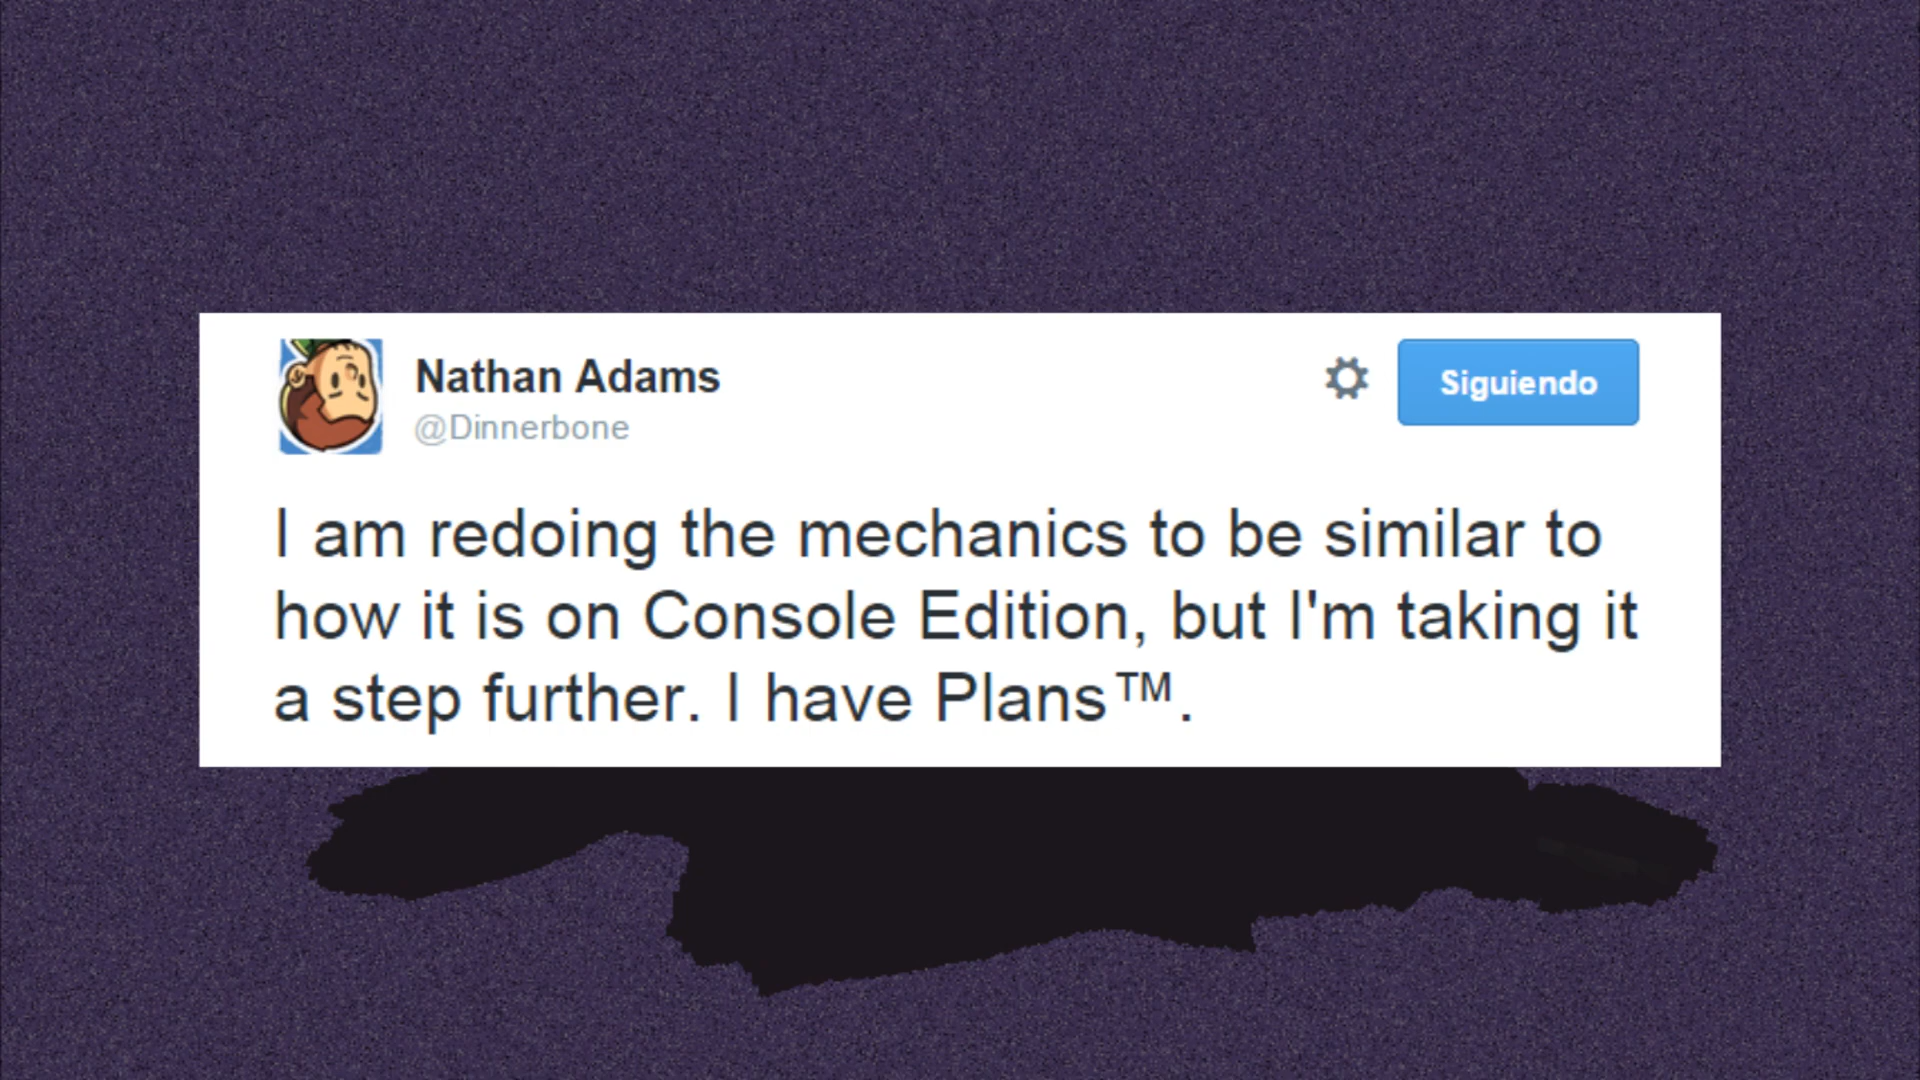 Nathan Adams
@Dinnerbone
Siguiendo
I am redoing the mechanics to be similar to
how it is on Console Edition, but I'm taking it
a step further. I have Plans™.